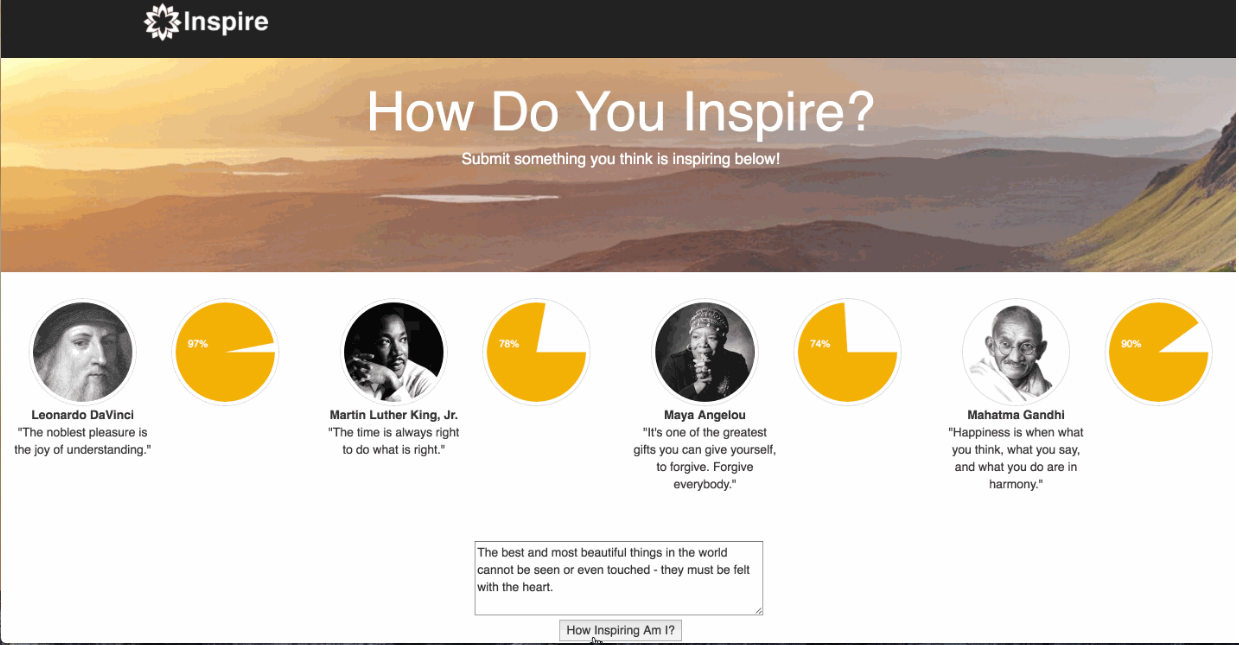 Inspire
How Do You Inspire?
Submit something you think is inspiring below!
97%
78%
74%
90%
Leonardo DaVinci
"The noblest pleasure is
the joy of understanding."
Martin Luther King, Jr.
"The time is always right
to do what is right."
Maya Angelou
"It's one of the greatest
gifts you can give yourself,
to forgive. Forgive
everybody."
Mahatma Gandhi
"Happiness is when what
you think, what you say,
and what you do are in
harmony."
The best and most beautiful things in the world
cannot be seen or even touched - they must be felt
with the heart.
How Inspiring Am I?